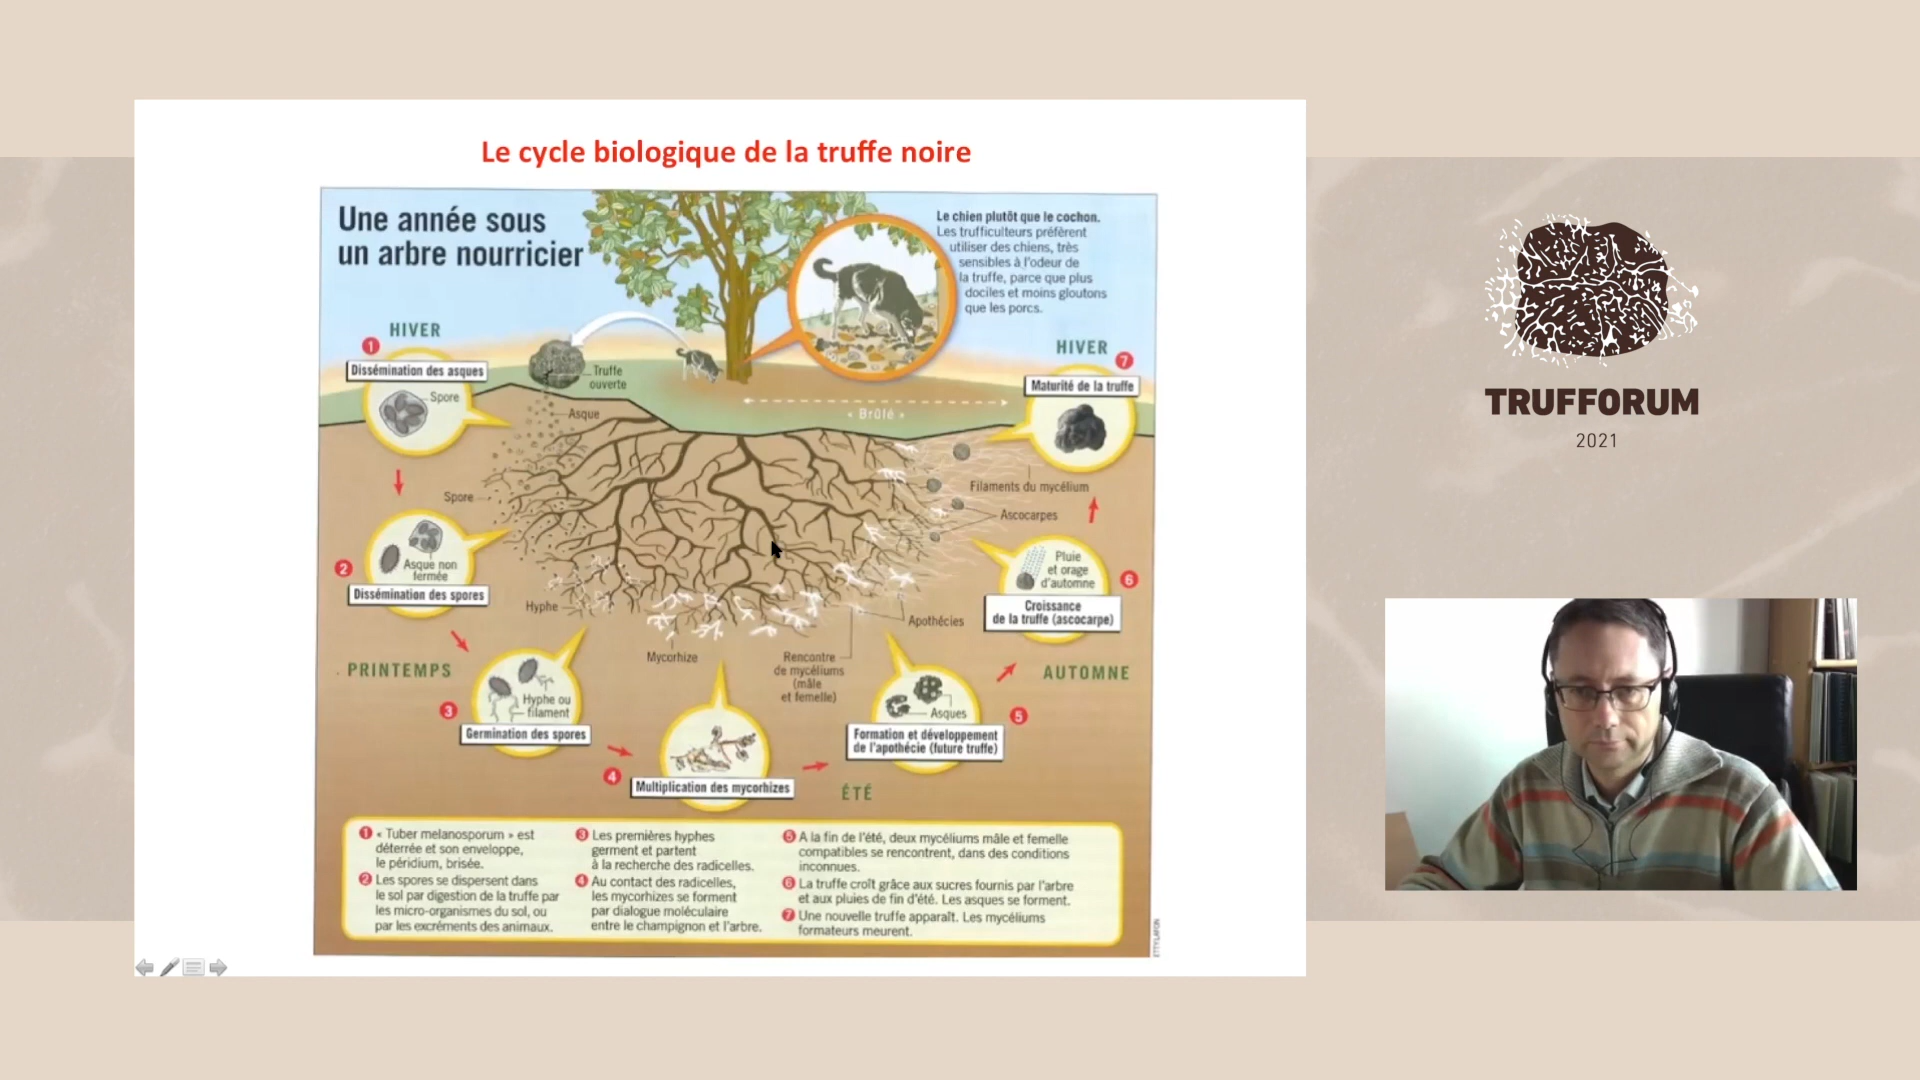 Le cycle biologique de la truffe noire
Une année sous
un arbre nourricier
Le chien plutôt que le cochon.
Les trufficulteurs préfèrent
utiliser des chiens, très
sensibles à l'odeur de
la truffe, parce que plus
dociles et moins gloutons
que les porcs.
HIVER
1
Dissémination des asques
Spore
Truffe
ouverte
Asque
« Brûlé »
HIVER
7
Maturité de la truffe
Filaments du mycélium
Ascocarpes
Spore
2
Asque non
fermée
Dissémination des spores
Pluie
et orage
d'automne
6
Croissance
de la truffe (ascocarpe)
Hyphe
Mycorhize
Rencontre
de mycéliums
(mâle
et femelle)
Apothécies
PRINTEMPS
AUTOMNE
3
Hyphe ou
filament
Germination des spores
4
Multiplication des mycorhizes
ÉTÉ
Asques
5
Formation et développement
de l'apothécie (future truffe)
1 « Tuber melanosporum » est
déterrée et son enveloppe,
le péridium, brisée.
2 Les spores se dispersent dans
le sol par digestion de la truffe par
les micro-organismes du sol, ou
par les excréments des animaux.
3 Les premières hyphes
germent et partent
à la recherche des radicelles.
4 Au contact des radicelles,
les mycorhizes se forment
par dialogue moléculaire
entre le champignon et l'arbre.
5 A la fin de l'été, deux mycéliums mâle et femelle
compatibles se rencontrent, dans des conditions
inconnues.
6 La truffe croît grâce aux sucres fournis par l'arbre
et aux pluies de fin d'été. Les asques se forment.
7 Une nouvelle truffe apparaît. Les mycéliums
formateurs meurent.
TRUFFORUM
2021